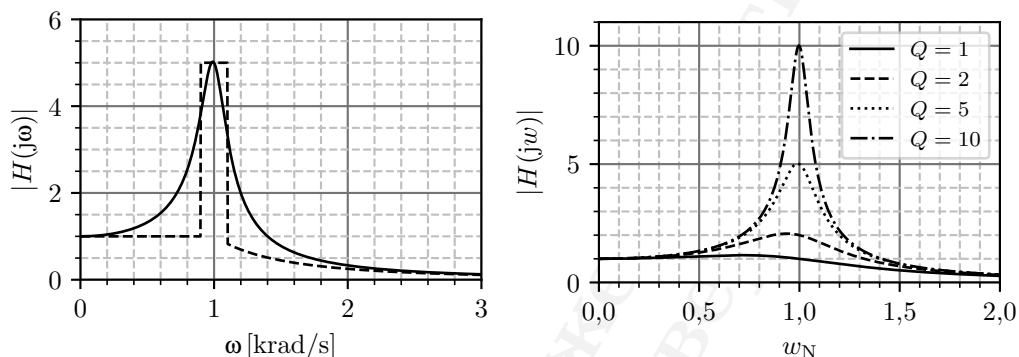 6
4
2
0
0
1
2
3
|H(jω)|
ω [krad/s]
10
5
0
0,0
0,5
1,0
1,5
2,0
|H(jw)|
w_N
Q = 1
Q = 2
Q = 5
Q = 10